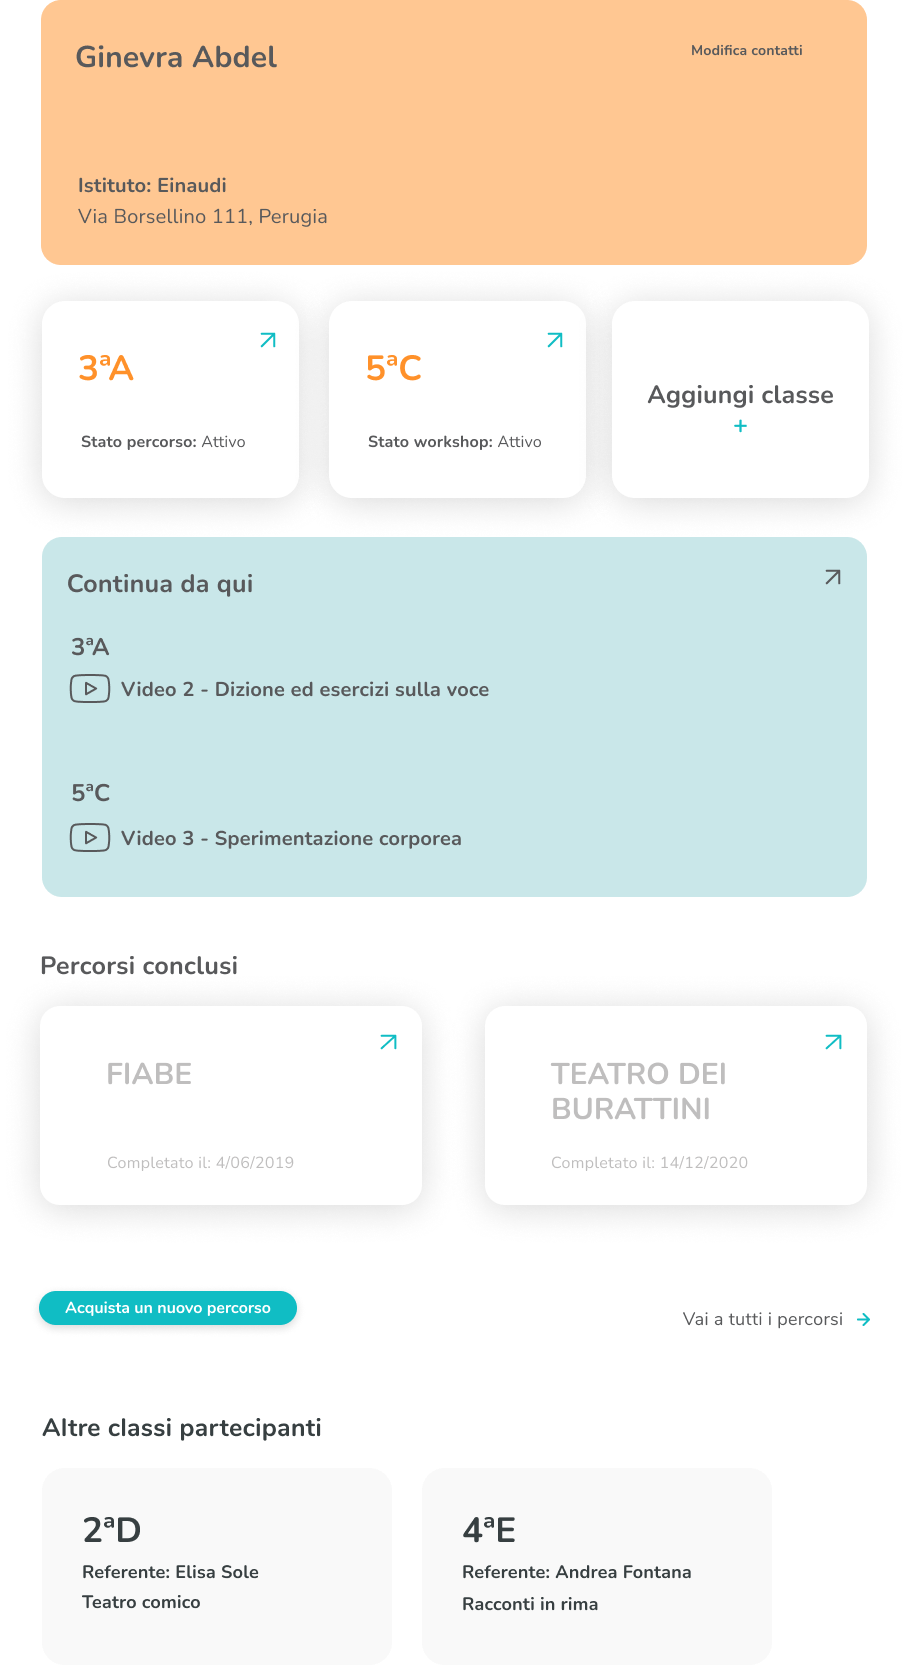 Ginevra Abdel
Modifica contatti
Istituto: Einaudi
Via Borsellino 111, Perugia
3ªA
Stato percorso: Attivo
5ªC
Stato workshop: Attivo
Aggiungi classe
+
Continua da qui
3ªA
Video 2 - Dizione ed esercizi sulla voce
5ªC
Video 3 - Sperimentazione corporea
Percorsi conclusi
FIABE
Completato il: 4/06/2019
TEATRO DEI
BURATTINI
Completato il: 14/12/2020
Acquista un nuovo percorso
Vai a tutti i percorsi
Altre classi partecipanti
2ªD
Referente: Elisa Sole
Teatro comico
4ªE
Referente: Andrea Fontana
Racconti in rima